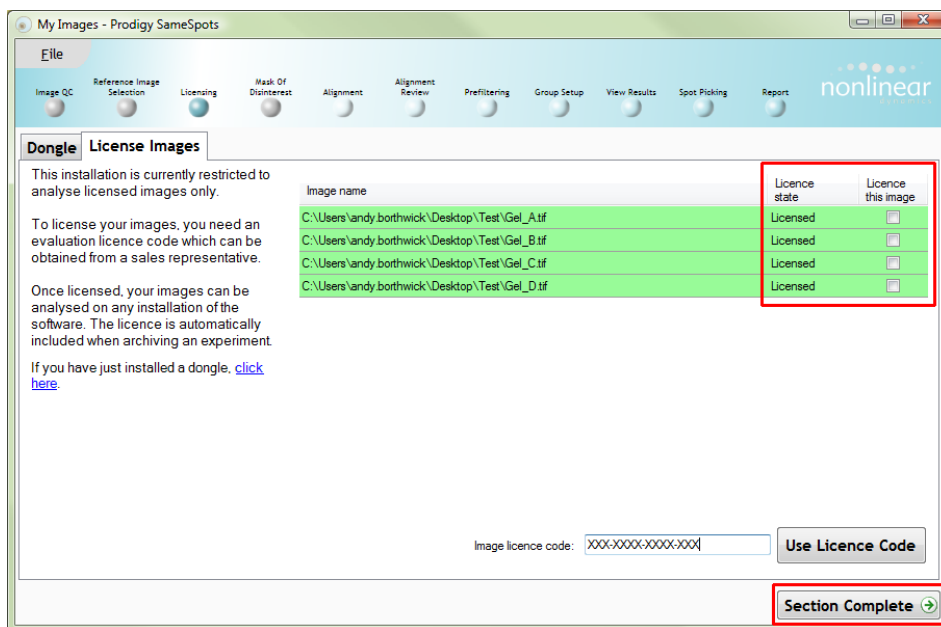 My Images - Prodigy SameSpots
File
Image QC
Reference Image
Selection
Licensing
Mask Of
Disinterest
Alignment
Alignment
Review
Prefiltering
Group Setup
View Results
Spot Picking
Report
nonlinear
dynamics
Dongle
License Images
This installation is currently restricted to
analyse licensed images only.
To license your images, you need an
evaluation licence code which can be
obtained from a sales representative.
Once licensed, your images can be
analysed on any installation of the
software. The licence is automatically
included when archiving an experiment.
If you have just installed a dongle, click
here.
Image name
Licence
state
Licence
this image
C:\Users\andy.borthwick\Desktop\Test\Gel_A.tif Licensed
C:\Users\andy.borthwick\Desktop\Test\Gel_B.tif Licensed
C:\Users\andy.borthwick\Desktop\Test\Gel_C.tif Licensed
C:\Users\andy.borthwick\Desktop\Test\Gel_D.tif Licensed
Image licence code: XXX-XXXX-XXXX-XXX Use Licence Code
Section Complete